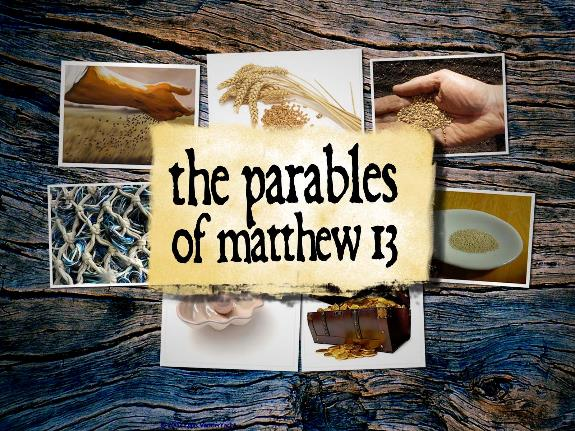 the parables
of matthew 13